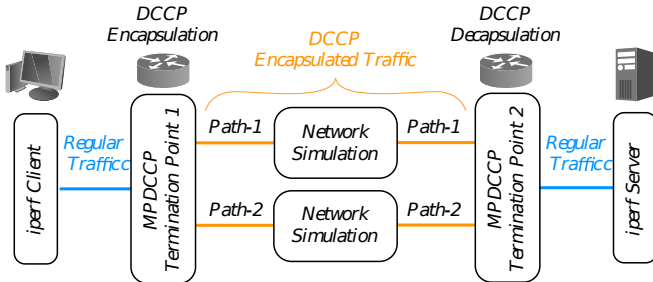 DCCP
Encapsulation
DCCP
Encapsulated Traffic
DCCP
Decapsulation
iperf Client
Regular
Trafficc
MPDCCP
Termination Point 1
Path-1
Network
Simulation
Path-1
Path-2
Network
Simulation
Path-2
MPDCCP
Termination Point 2
Regular
Trafficc
iperf Server